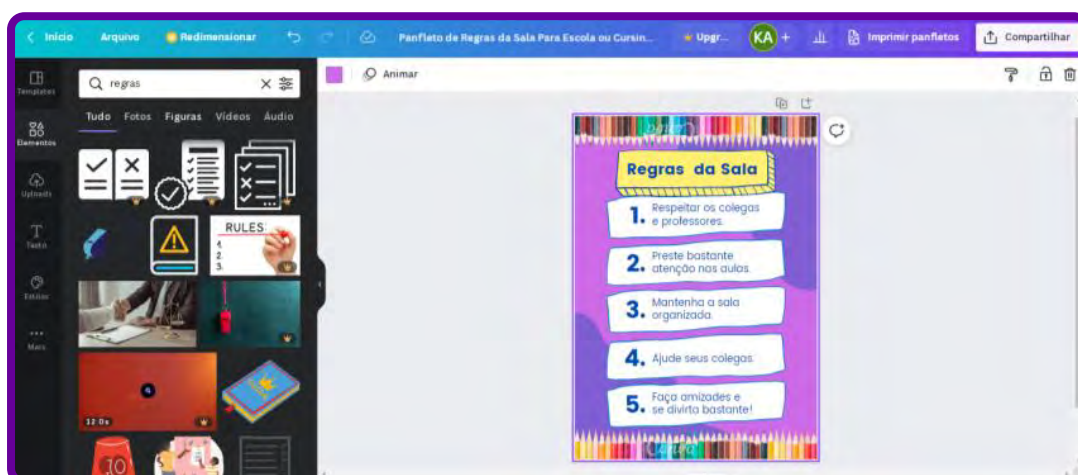 Início Arquivo Redimensionar Panfleto de Regras da Sala Para Escola ou Cursin... Upgr... KA + Imprimir panfletos Compartilhar
Templates
Elementos
Uploads
Texto
Estilos
Mais
regras
Tudo Fotos Figuras Vídeos Áudio
RULES:
1.
2.
3.
12.0s
10
Animar
Regras da Sala
1. Respeitar os colegas
e professores.
2. Preste bastante
atenção nas aulas.
3. Mantenha a sala
organizada.
4. Ajude seus colegas.
5. Faça amizades e
se divirta bastante!
Canva